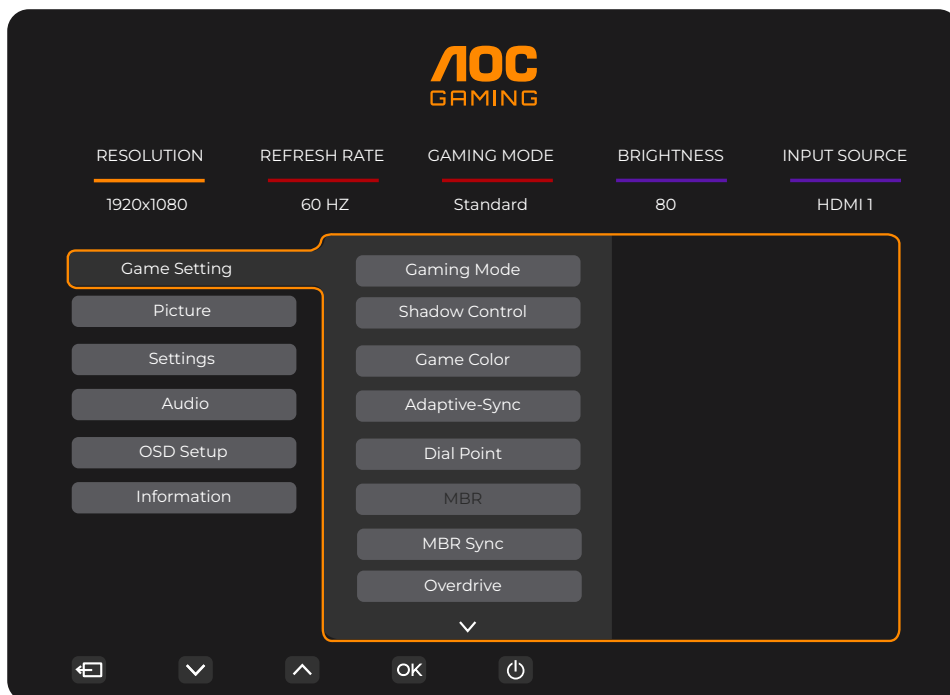 AOC
GAMING
RESOLUTION REFRESH RATE GAMING MODE BRIGHTNESS INPUT SOURCE
1920x1080 60 HZ Standard 80 HDMI 1
Game Setting
Picture
Settings
Audio
OSD Setup
Information
Gaming Mode
Shadow Control
Game Color
Adaptive-Sync
Dial Point
MBR
MBR Sync
Overdrive
OK